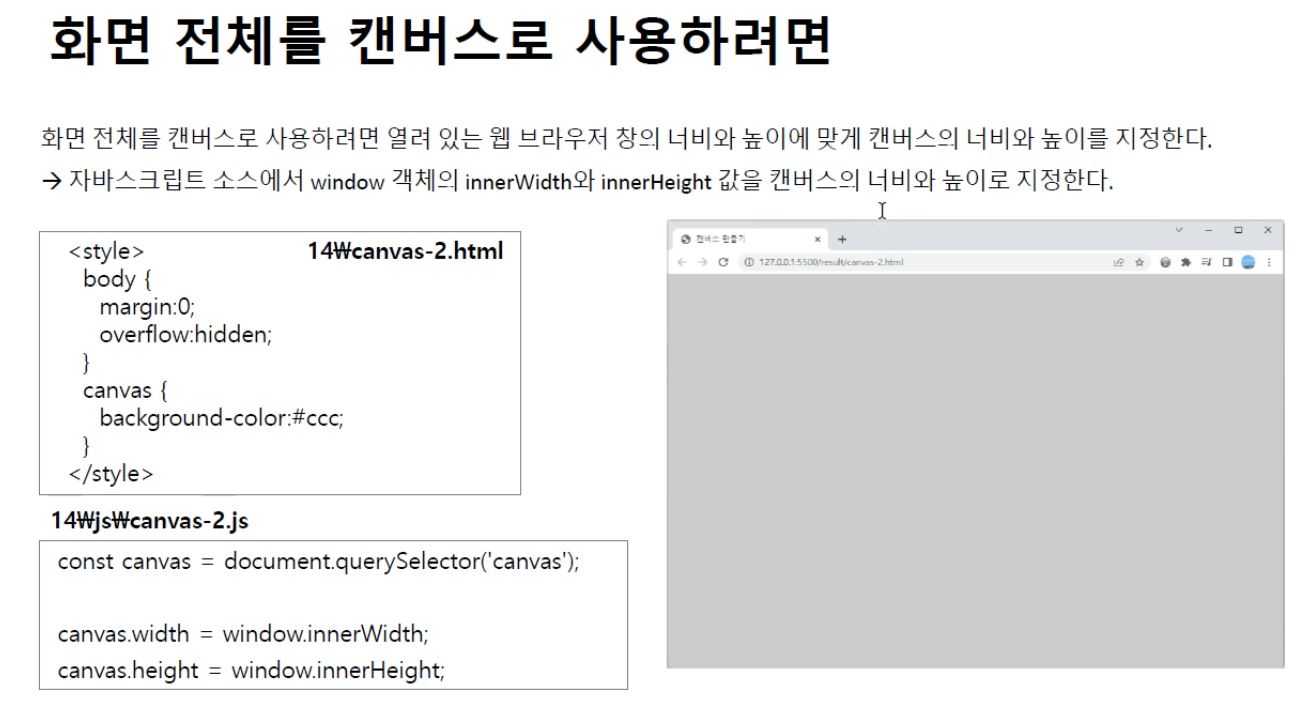 화면 전체를 캔버스로 사용하려면
화면 전체를 캔버스로 사용하려면 열려 있는 웹 브라우저 창의 너비와 높이에 맞게 캔버스의 너비와 높이를 지정한다.
→ 자바스크립트 소스에서 window 객체의 innerWidth와 innerHeight 값을 캔버스의 너비와 높이로 지정한다.
<style>
14₩canvas-2.html
body {
margin:0;
overflow:hidden;
}
canvas {
background-color:#ccc;
}
</style>
14₩js₩canvas-2.js
const canvas = document.querySelector('canvas');
canvas.width = window.innerWidth;
canvas.height = window.innerHeight;
캔버스 만들기
127.0.0.1:5500/result/canvas-2.html